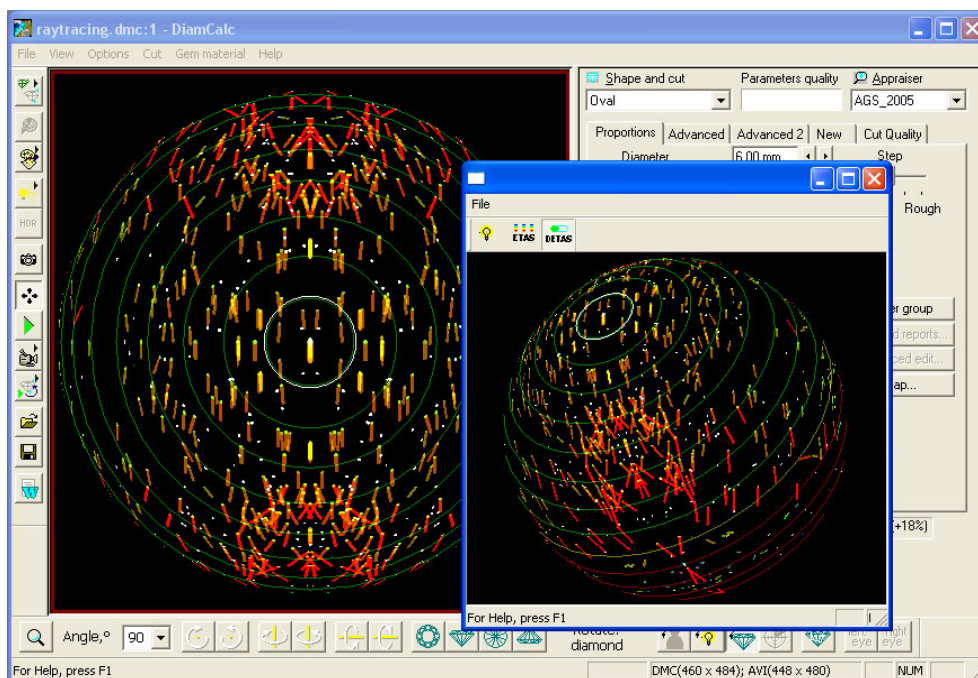 raytracing.dmc:1 - DiamCalc
File View Options Cut Gem material Help
Shape and cut Parameters quality Appraiser
Oval AGS_2005
Proportions Advanced Advanced 2 New Cut Quality
Diameter 6.00 mm Step
Rough
File
HDR
ETAS DETAS
er group
d reports...
ced edit...
ap...
(+18%)
For Help, press F1
Angle,° 90
Rotate:
diamond
left eye right eye
For Help, press F1 DMC(460 x 484); AVI(448 x 480) NUM